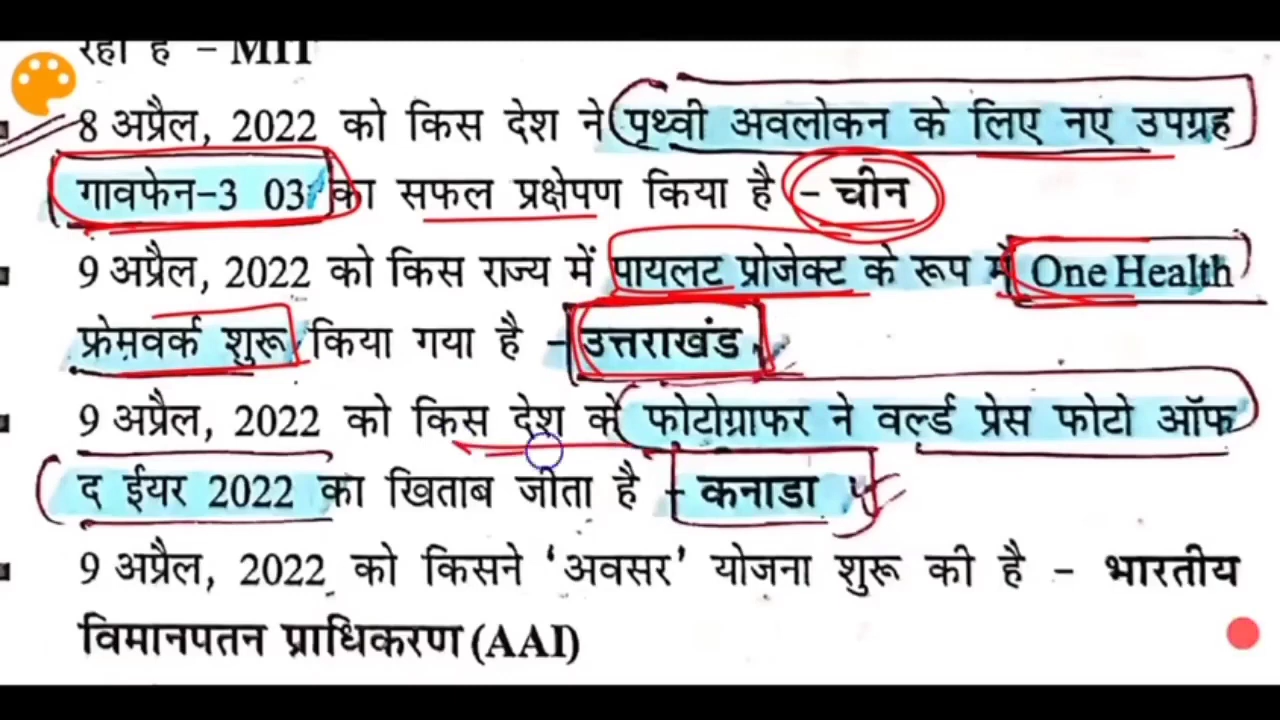 रहा है - MIT
8 अप्रैल, 2022 को किस देश ने पृथ्वी अवलोकन के लिए नए उपग्रह
गावफेन-3 03 का सफल प्रक्षेपण किया है - चीन
9 अप्रैल, 2022 को किस राज्य में पायलट प्रोजेक्ट के रूप में One Health
फ्रेमवर्क शुरू किया गया है - उत्तराखंड
9 अप्रैल, 2022 को किस देश के फोटोग्राफर ने वर्ल्ड प्रेस फोटो ऑफ
द ईयर 2022 का खिताब जीता है - कनाडा
9 अप्रैल, 2022 को किसने ‘अवसर’ योजना शुरू की है - भारतीय
विमानपतन प्राधिकरण (AAI)